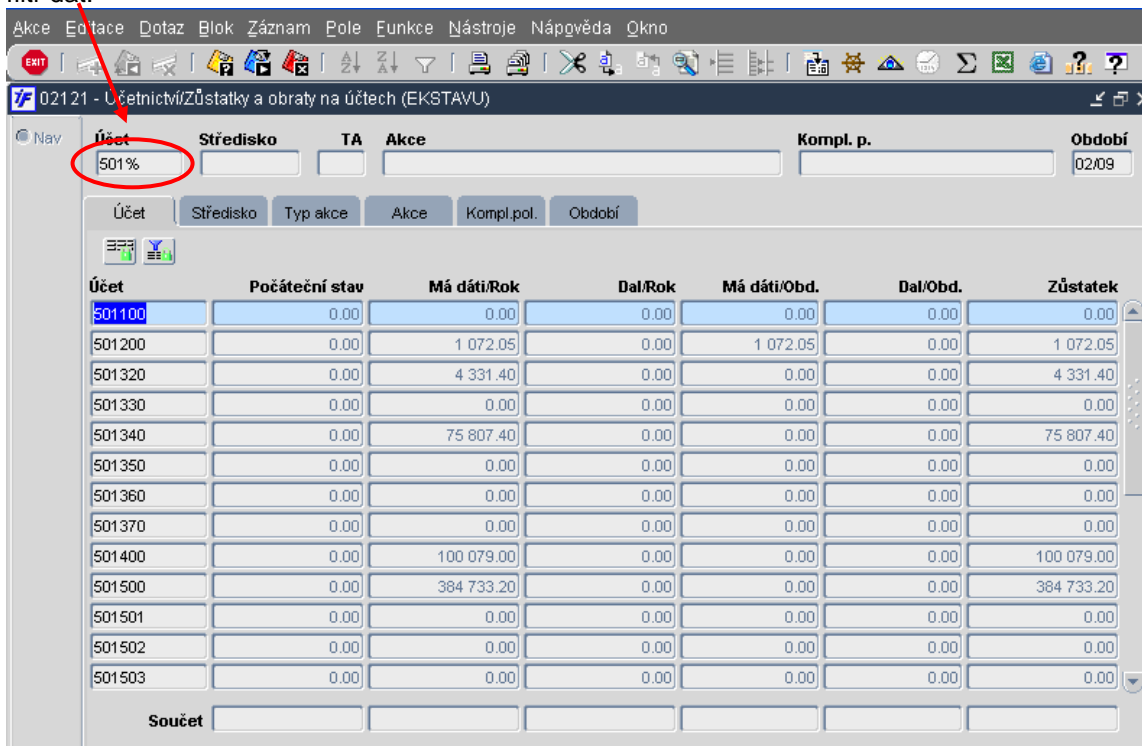 Akce Editace Dotaz Blok Záznam Pole Funkce Nástroje Nápověda Okno
EXIT
02121 - Účetnictví/Zůstatky a obraty na účtech (EKSTAVU)
Nav
Účet Středisko TA Akce Kompl. p. Období
501% 02/09
Účet Středisko Typ akce Akce Kompl.pol. Období
Účet Počáteční stav Má dáti/Rok Dal/Rok Má dáti/Obd. Dal/Obd. Zůstatek
501100 0.00 0.00 0.00 0.00 0.00 0.00
501200 0.00 1 072.05 0.00 1 072.05 0.00 1 072.05
501320 0.00 4 331.40 0.00 0.00 0.00 4 331.40
501330 0.00 0.00 0.00 0.00 0.00 0.00
501340 0.00 75 807.40 0.00 0.00 0.00 75 807.40
501350 0.00 0.00 0.00 0.00 0.00 0.00
501360 0.00 0.00 0.00 0.00 0.00 0.00
501370 0.00 0.00 0.00 0.00 0.00 0.00
501400 0.00 100 079.00 0.00 0.00 0.00 100 079.00
501500 0.00 384 733.20 0.00 0.00 0.00 384 733.20
501501 0.00 0.00 0.00 0.00 0.00 0.00
501502 0.00 0.00 0.00 0.00 0.00 0.00
501503 0.00 0.00 0.00 0.00 0.00 0.00
Součet